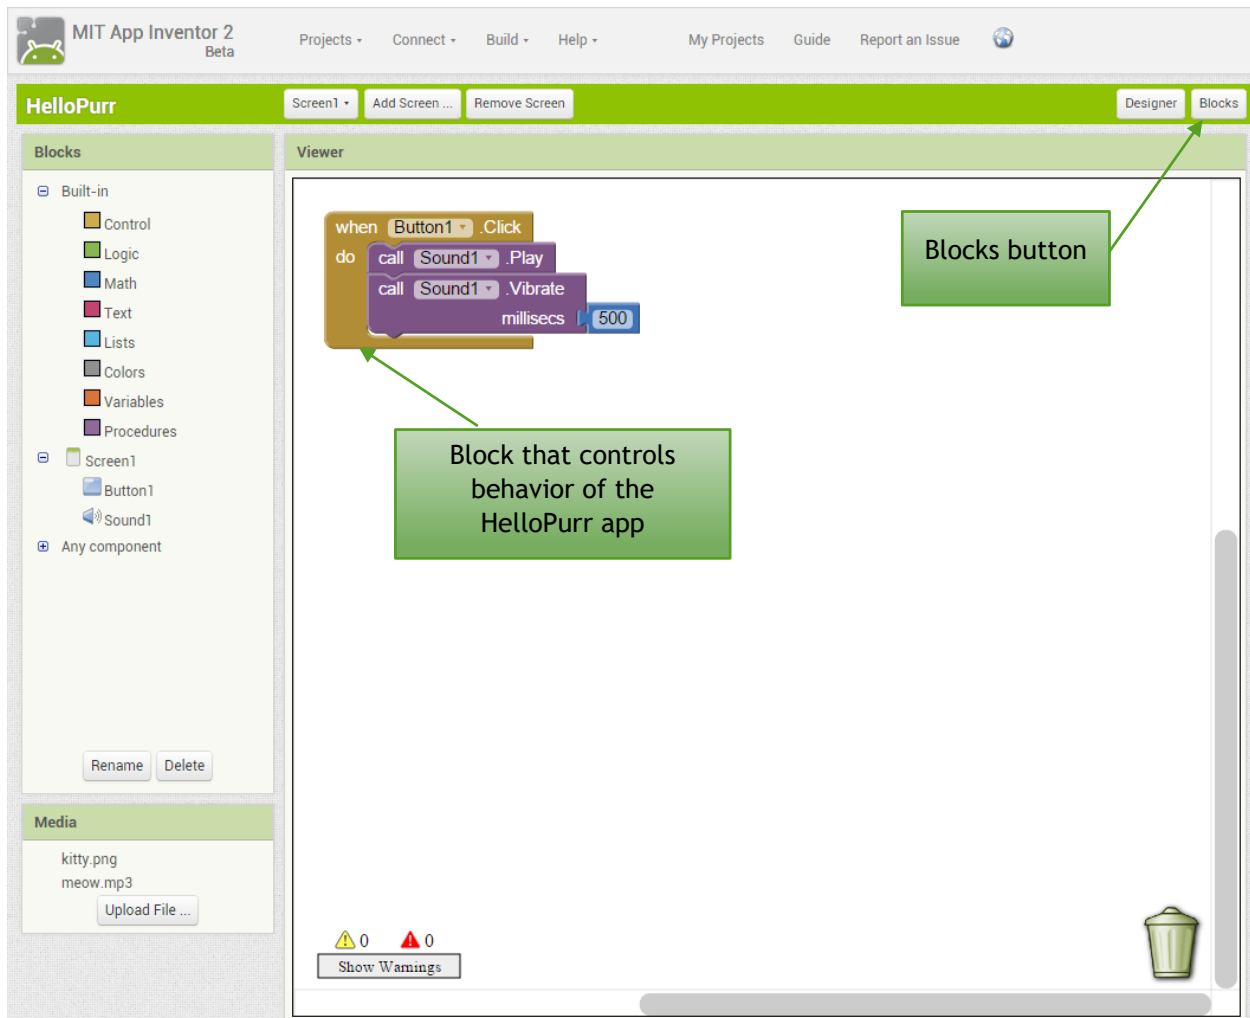 MIT App Inventor 2
Beta
Projects Connect Build Help My Projects Guide Report an Issue
HelloPurr Screen1 Add Screen ... Remove Screen Designer Blocks
Blocks
Built-in
Control
Logic
Math
Text
Lists
Colors
Variables
Procedures
Screen1
Button1
Sound1
Any component
Rename Delete
Media
kitty.png
meow.mp3
Upload File ...
Viewer
when Button1 .Click
do call Sound1 .Play
call Sound1 .Vibrate
millisecs 500
Blocks button
Block that controls
behavior of the
HelloPurr app
0 0
Show Warnings